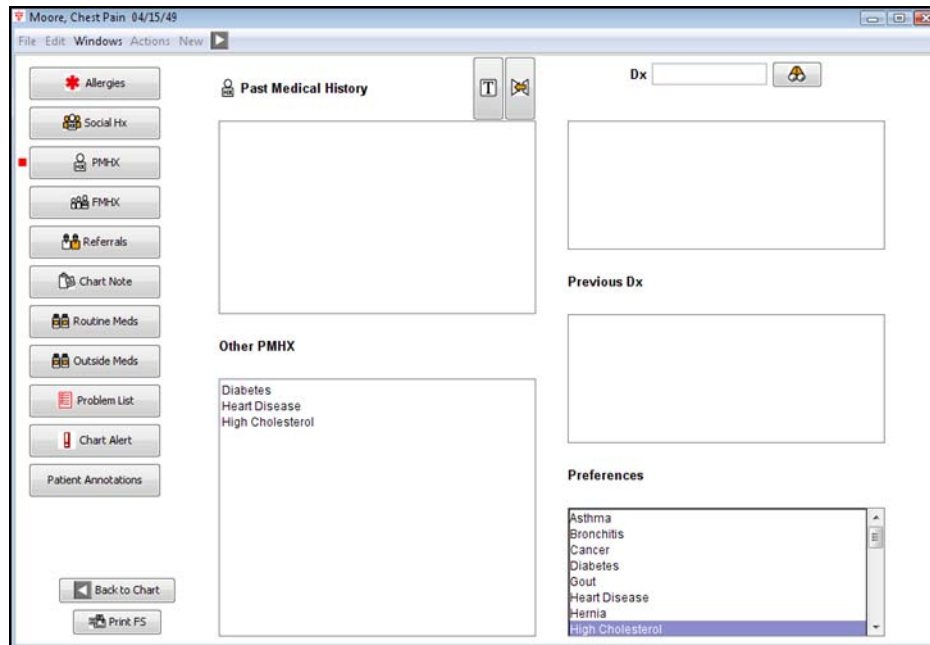 Moore, Chest Pain 04/15/49
File Edit Windows Actions New
Allergies
Social Hx
PMHX
FMHX
Referrals
Chart Note
Routine Meds
Outside Meds
Problem List
Chart Alert
Patient Annotations
Back to Chart
Print FS
Past Medical History
T
Other PMHX
Diabetes
Heart Disease
High Cholesterol
Dx
Previous Dx
Preferences
Asthma
Bronchitis
Cancer
Diabetes
Gout
Heart Disease
Hernia
High Cholesterol